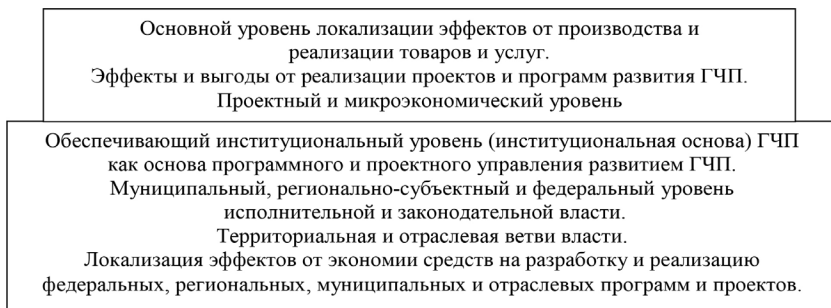 Основной уровень локализации эффектов от производства и
реализации товаров и услуг.
Эффекты и выгоды от реализации проектов и программ развития ГЧП.
Проектный и микроэкономический уровень
Обеспечивающий институциональный уровень (институциональная основа) ГЧП
как основа программного и проектного управления развитием ГЧП.
Муниципальный, регионально-субъектный и федеральный уровень
исполнительной и законодательной власти.
Территориальная и отраслевая ветви власти.
Локализация эффектов от экономии средств на разработку и реализацию
федеральных, региональных, муниципальных и отраслевых программ и проектов.